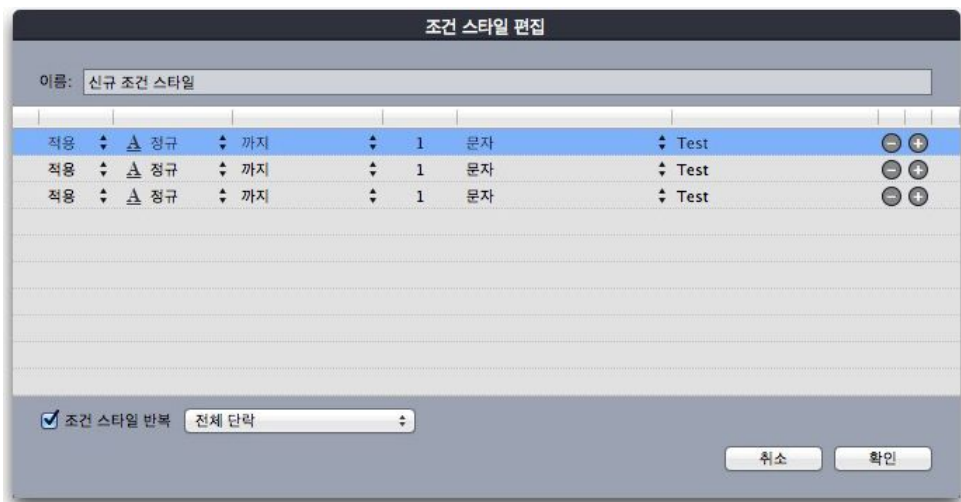 조건 스타일 편집
이름: 신규 조건 스타일
적용 A 정규 까지 1 문자 Test
적용 A 정규 까지 1 문자 Test
적용 A 정규 까지 1 문자 Test
조건 스타일 반복 전체 단락
취소 확인